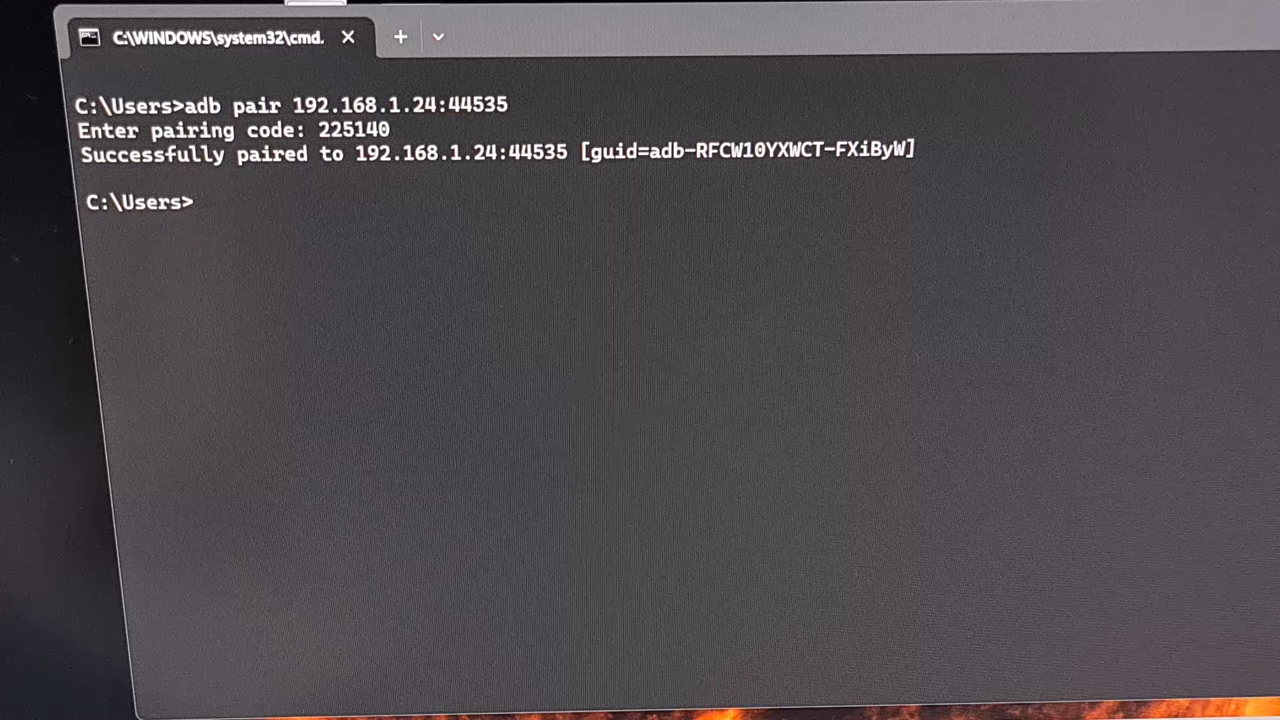 C:\WINDOWS\system32\cmd.
C:\Users>adb pair 192.168.1.24:44535
Enter pairing code: 225140
Successfully paired to 192.168.1.24:44535 [guid=adb-RFCW10YXWCT-FXiByW]
C:\Users>